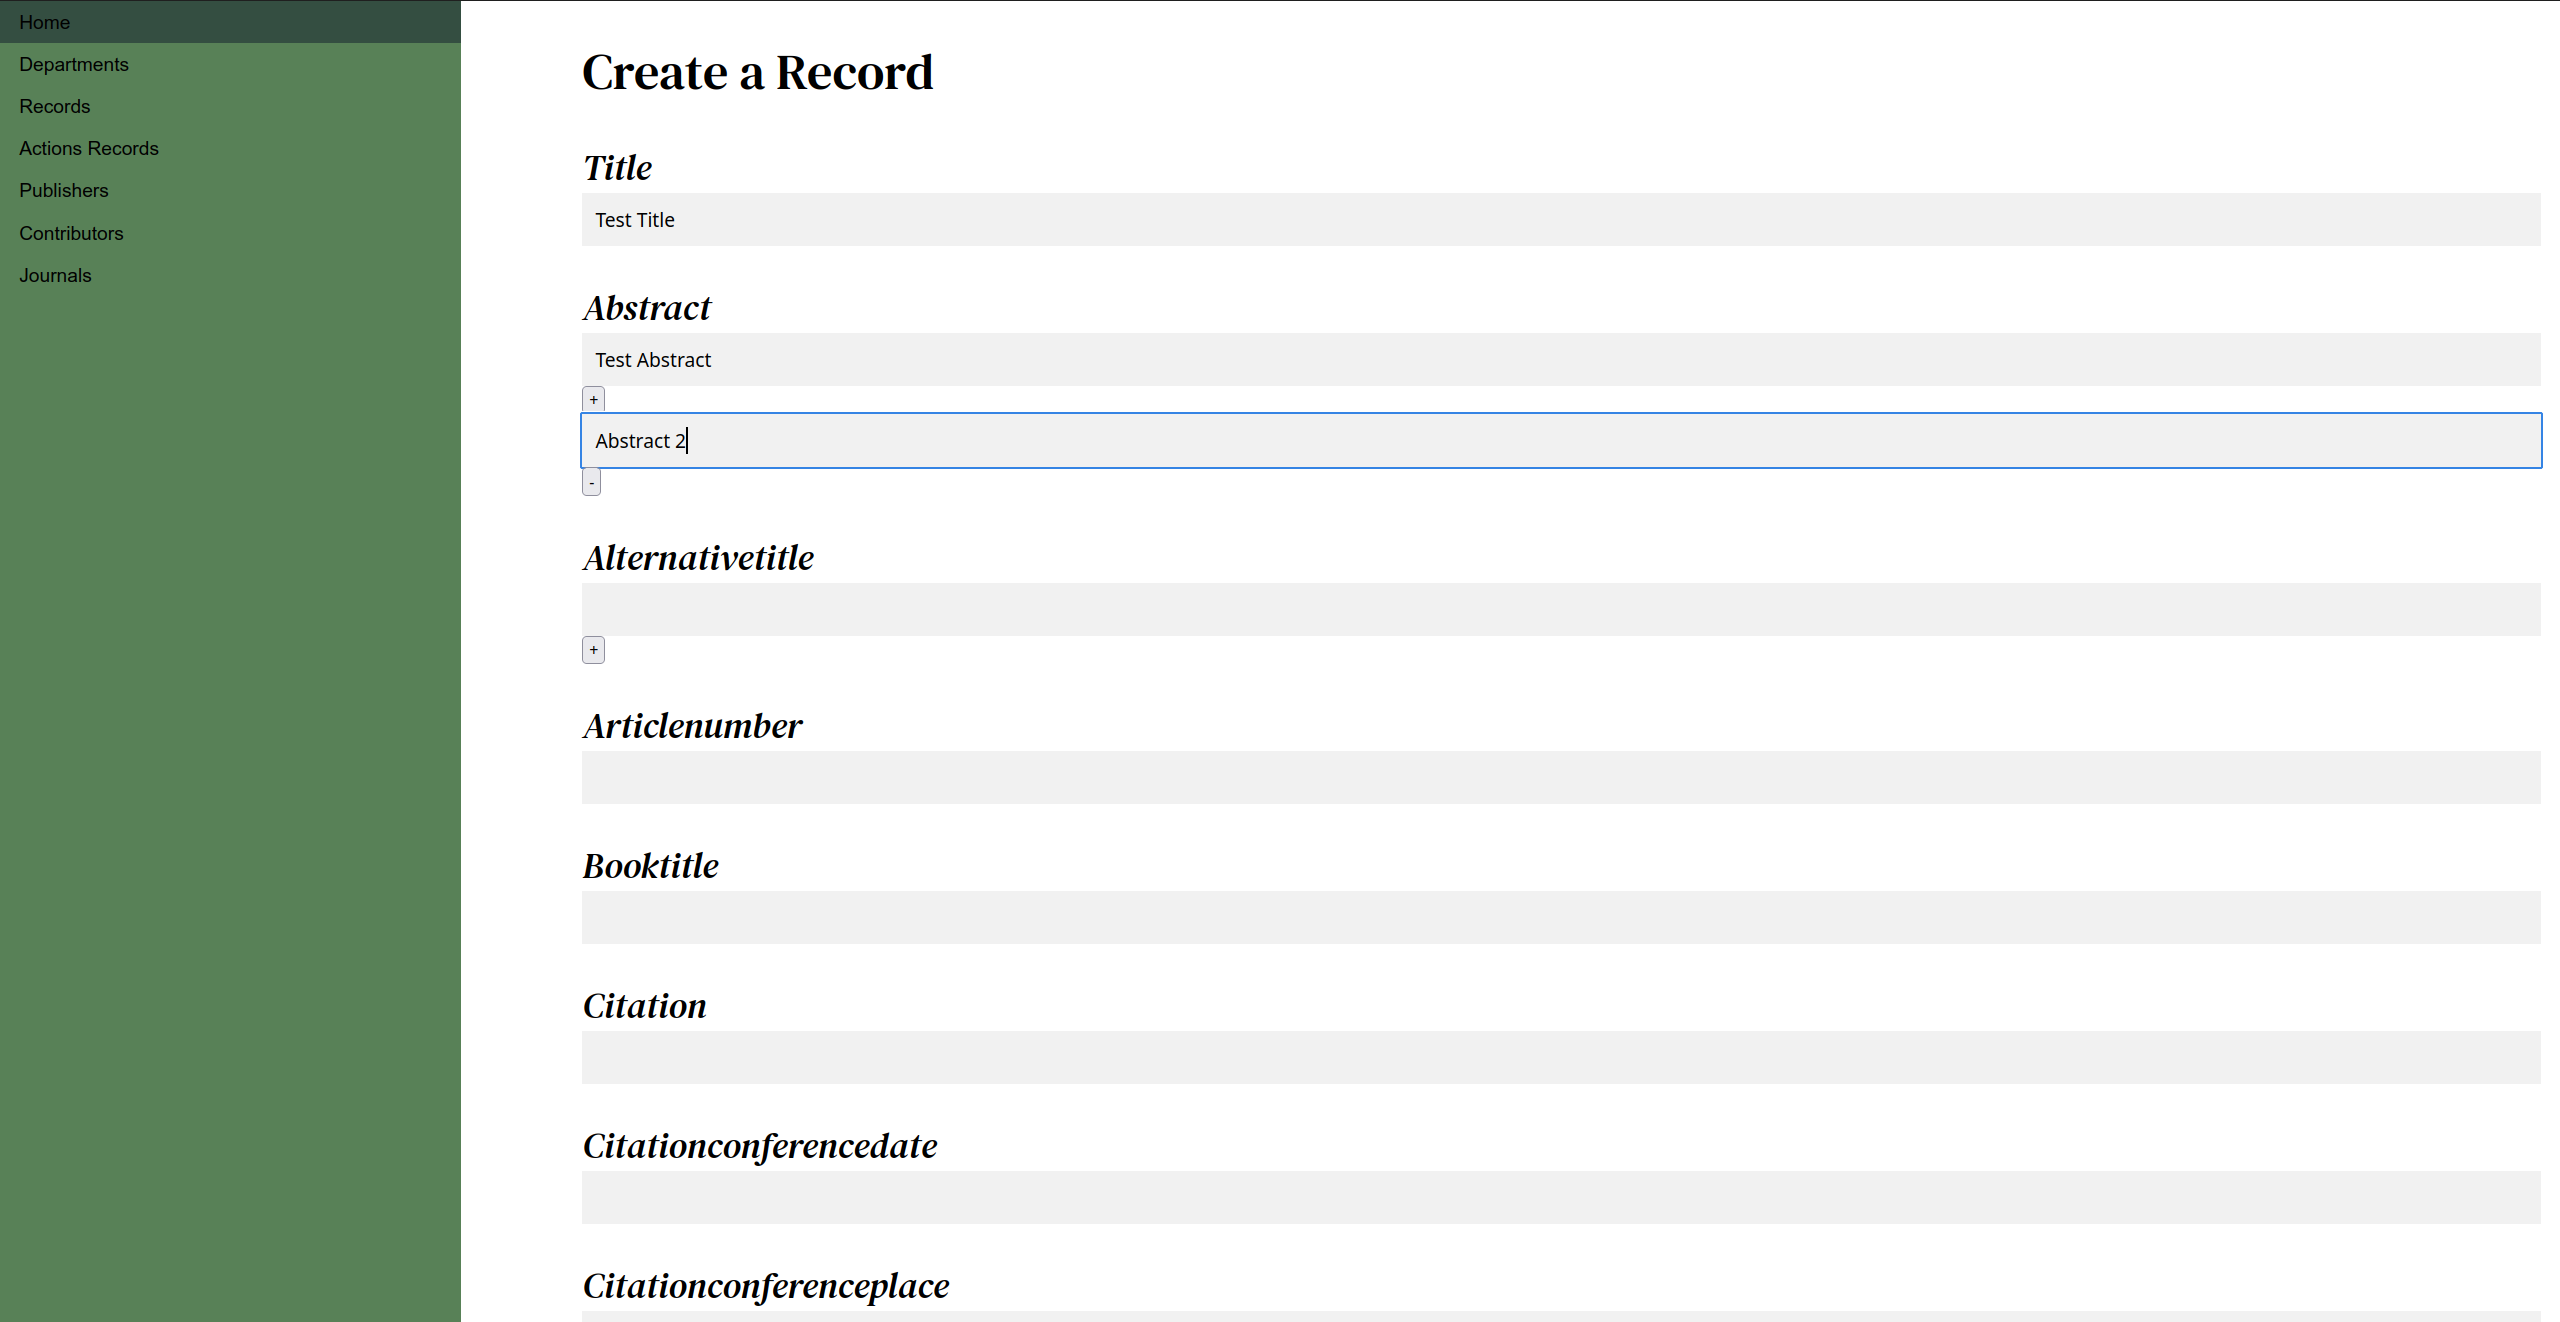 Home
Departments
Records
Actions Records
Publishers
Contributors
Journals
Create a Record
Title
Test Title
Abstract
Test Abstract
+
Abstract 2
-
Alternativetitle
+
Articlenumber
Booktitle
Citation
Citationconferencedate
Citationconferenceplace